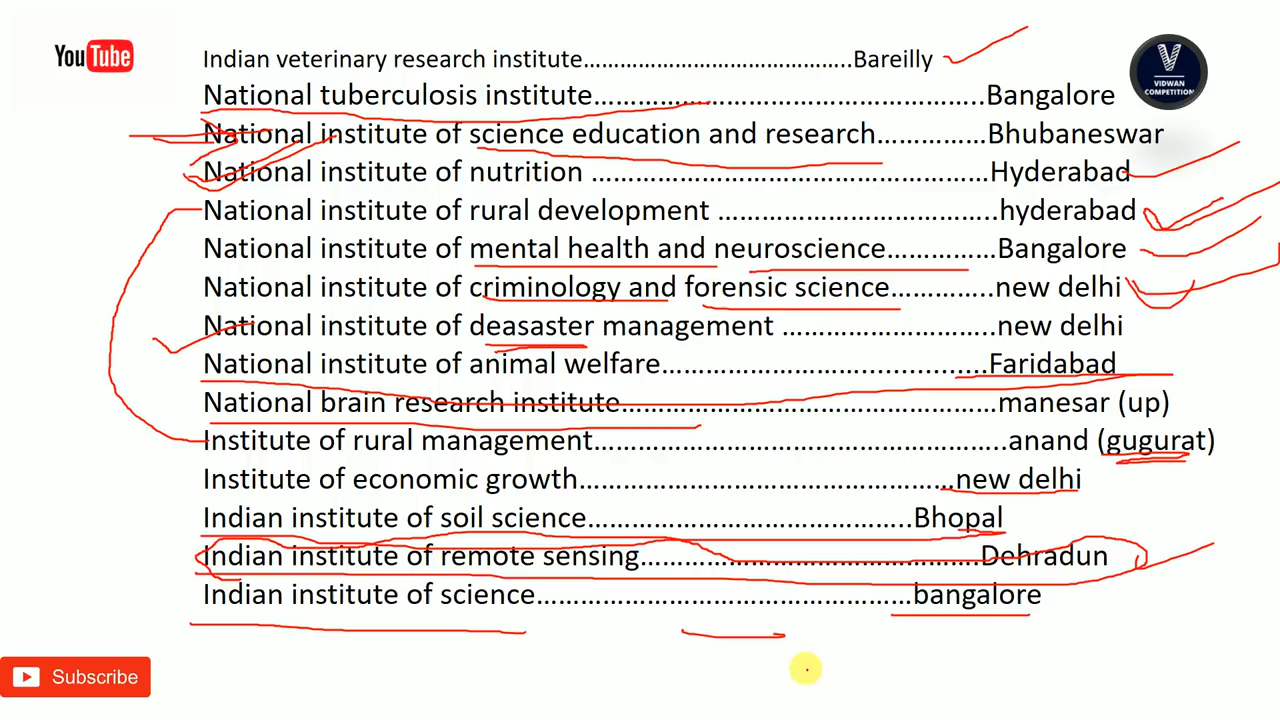 YouTube
Indian veterinary research institute……………………………………..Bareilly
VIDWAN
COMPETITION
National tuberculosis institute……………………………………………..Bangalore
National institute of science education and research……………Bhubaneswar
National institute of nutrition ………………………………………………Hyderabad
National institute of rural development ………………………………..hyderabad
National institute of mental health and neuroscience……………Bangalore
National institute of criminology and forensic science…………..new delhi
National institute of deasaster management …………………………new delhi
National institute of animal welfare……………………………………….Faridabad
National brain research institute……………………………………………manesar (up)
Institute of rural management………………………………………………….anand (gugurat)
Institute of economic growth…………………………………………….new delhi
Indian institute of soil science……………………………………….Bhopal
Indian institute of remote sensing………………………………………….Dehradun
Indian institute of science……………………………………………..bangalore
Subscribe